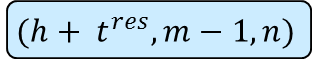 (h + t^{res}, m − 1, n)